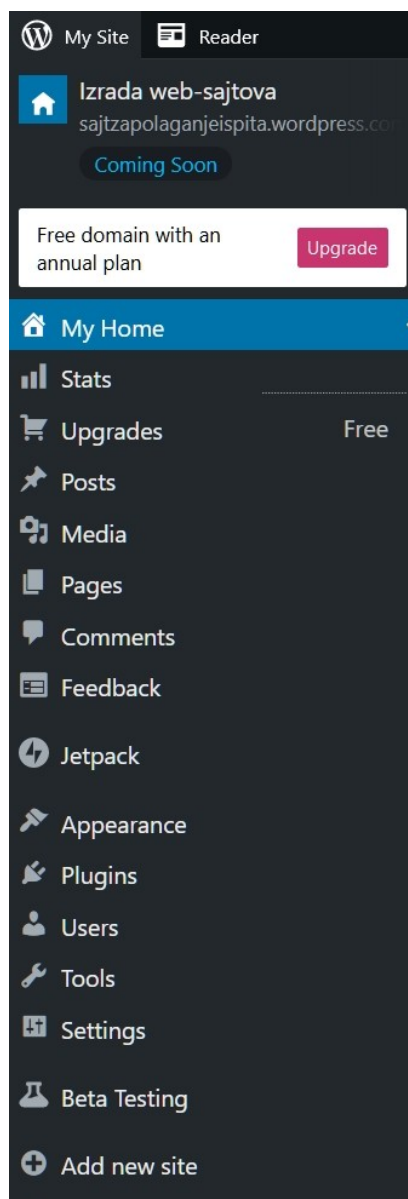 My Site Reader
Izrada web-sajtova
sajtzapolaganjeispita.wordpress.co
Coming Soon
Free domain with an
annual plan
Upgrade
My Home
Stats
Upgrades Free
Posts
Media
Pages
Comments
Feedback
Jetpack
Appearance
Plugins
Users
Tools
Settings
Beta Testing
Add new site